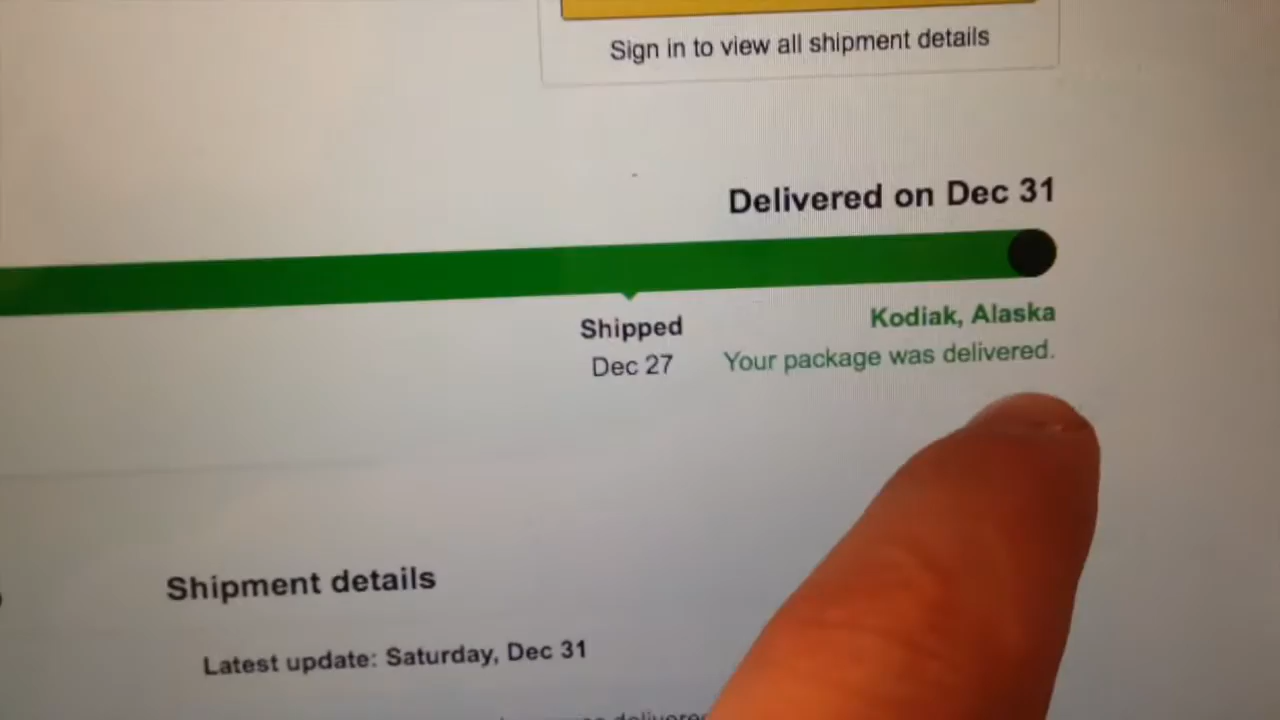 Sign in to view all shipment details
Delivered on Dec 31
Shipped
Dec 27
Kodiak, Alaska
Your package was delivered.
Shipment details
Latest update: Saturday, Dec 31